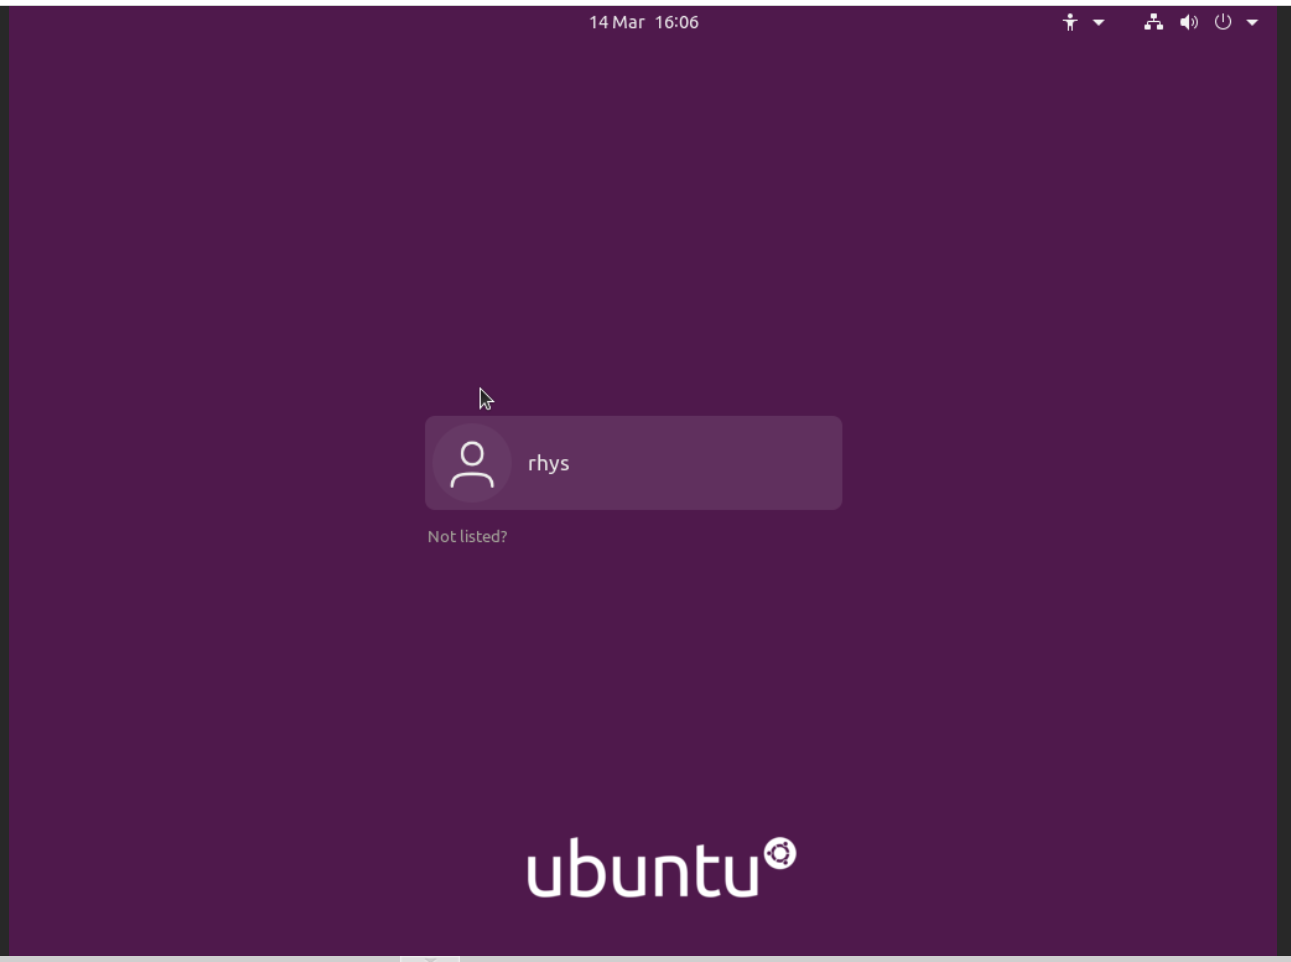 14 Mar 16:06
rhys
Not listed?
ubuntu